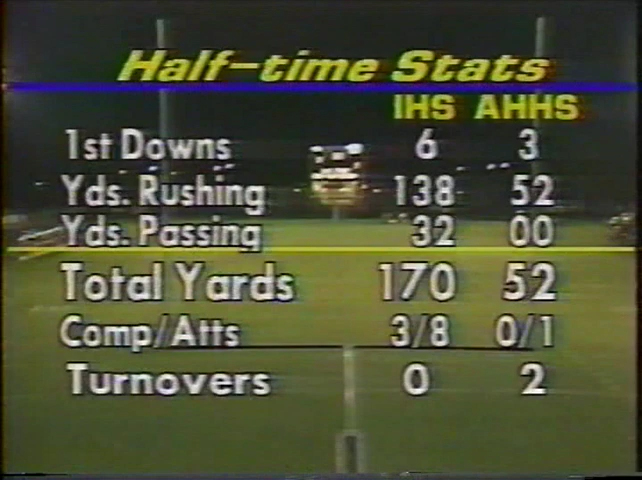 Half-time Stats
IHS AHHS
1st Downs 6 3
Yds. Rushing 138 52
Yds. Passing 32 00
Total Yards 170 52
Comp/Atts 3/8 0/1
Turnovers 0 2